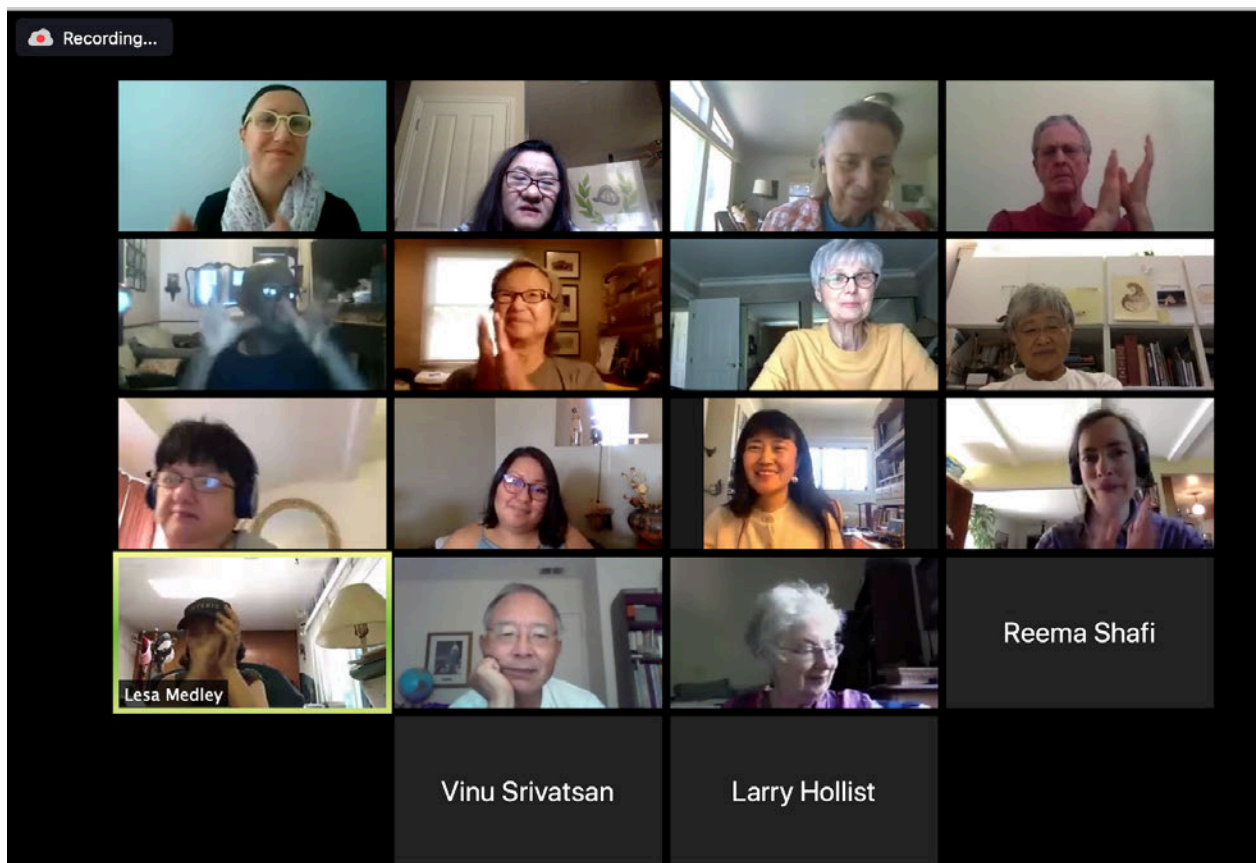 Recording...
Lesa Medley
Reema Shafi
Vinu Srivatsan
Larry Hollist